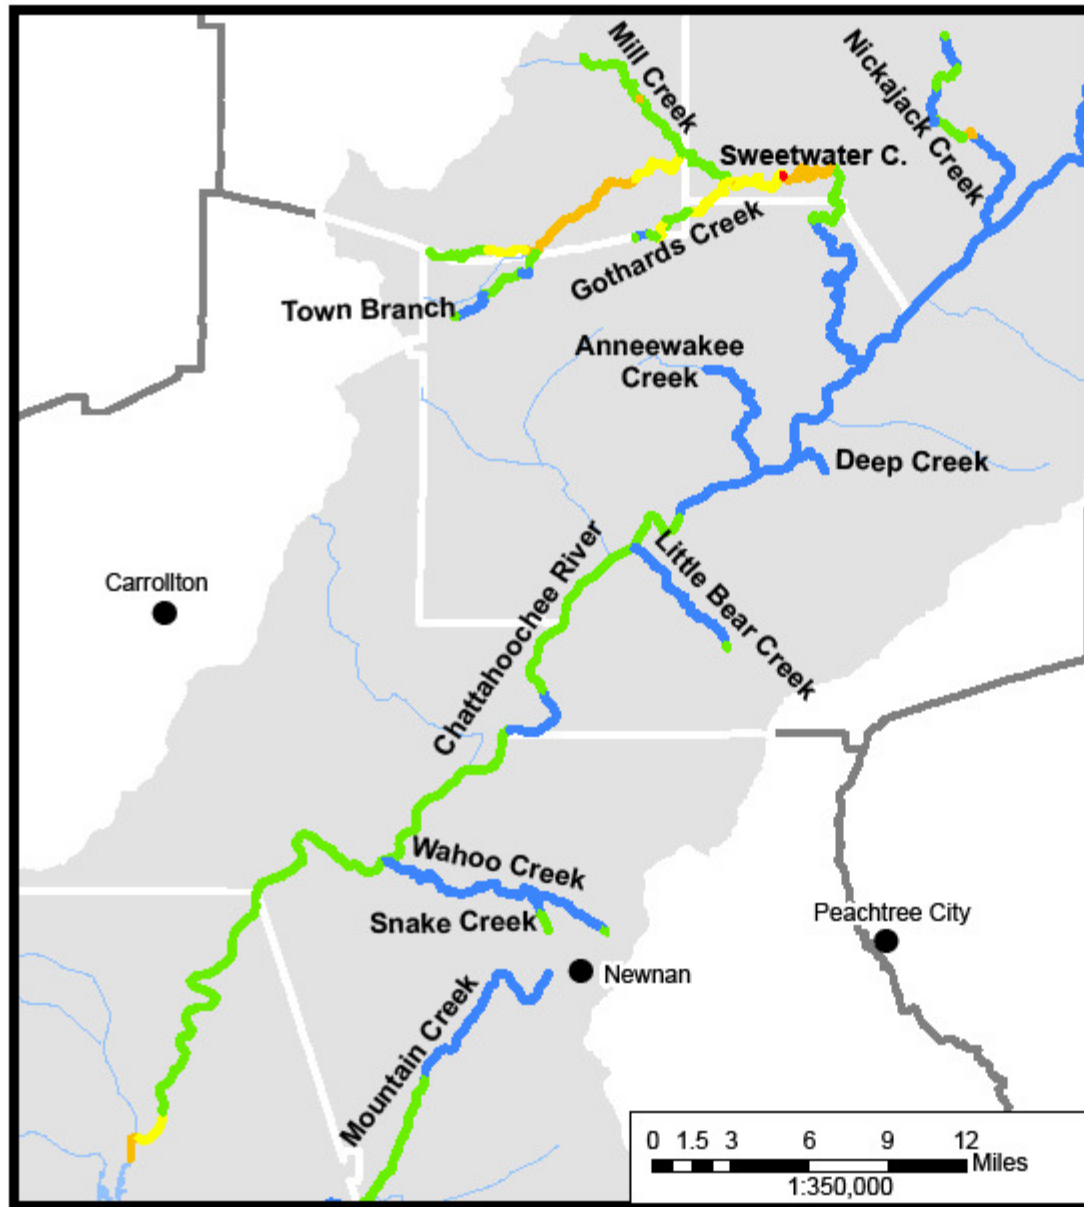 Mill Creek
Nickajack Creek
Sweetwater C.
Gothards Creek
Town Branch
Anneewakee
Creek
Deep Creek
Chattahoochee River
Little Bear Creek
Carrollton
Wahoo Creek
Snake Creek
Peachtree City
Newnan
Mountain Creek
0 1.5 3 6 9 12
Miles
1:350,000